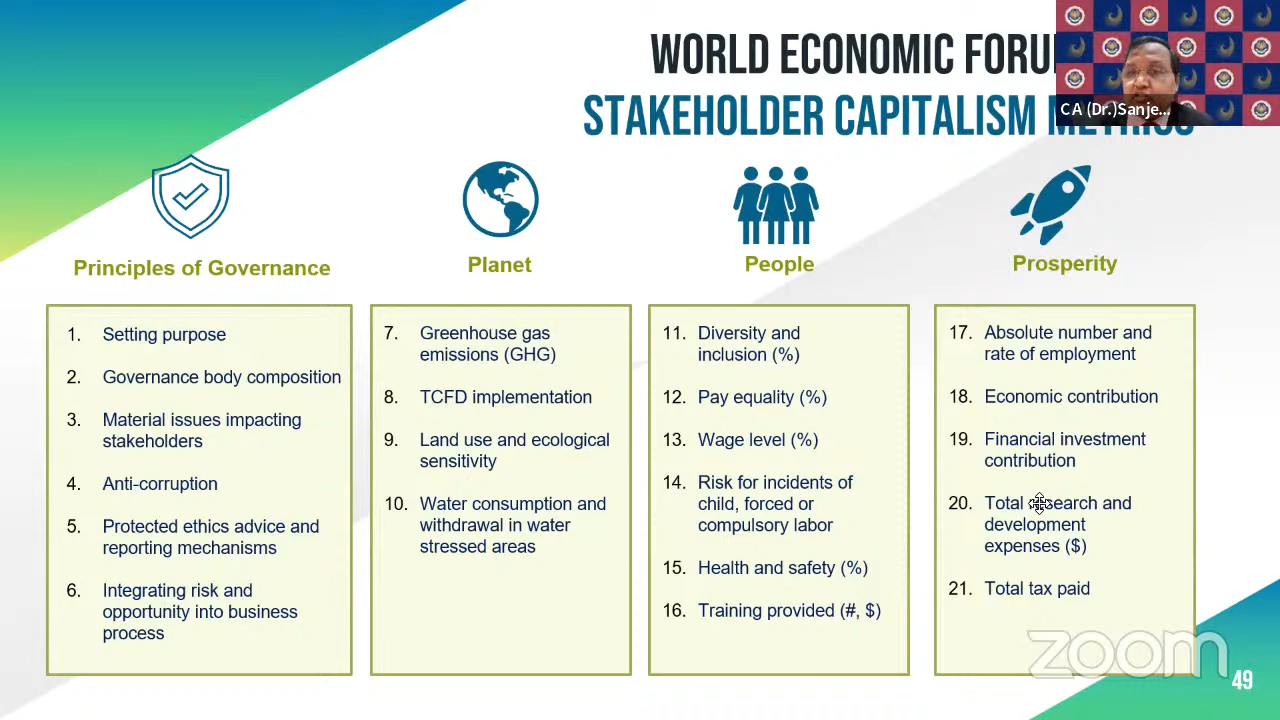 WORLD ECONOMIC FORU
STAKEHOLDER CAPITALISM METRICS
C A (Dr.)Sanje...
Principles of Governance
1. Setting purpose
2. Governance body composition
3. Material issues impacting
stakeholders
4. Anti-corruption
5. Protected ethics advice and
reporting mechanisms
6. Integrating risk and
opportunity into business
process
Planet
7. Greenhouse gas
emissions (GHG)
8. TCFD implementation
9. Land use and ecological
sensitivity
10. Water consumption and
withdrawal in water
stressed areas
People
11. Diversity and
inclusion (%)
12. Pay equality (%)
13. Wage level (%)
14. Risk for incidents of
child, forced or
compulsory labor
15. Health and safety (%)
16. Training provided (#, $)
Prosperity
17. Absolute number and
rate of employment
18. Economic contribution
19. Financial investment
contribution
20. Total research and
development
expenses ($)
21. Total tax paid
zoom
49